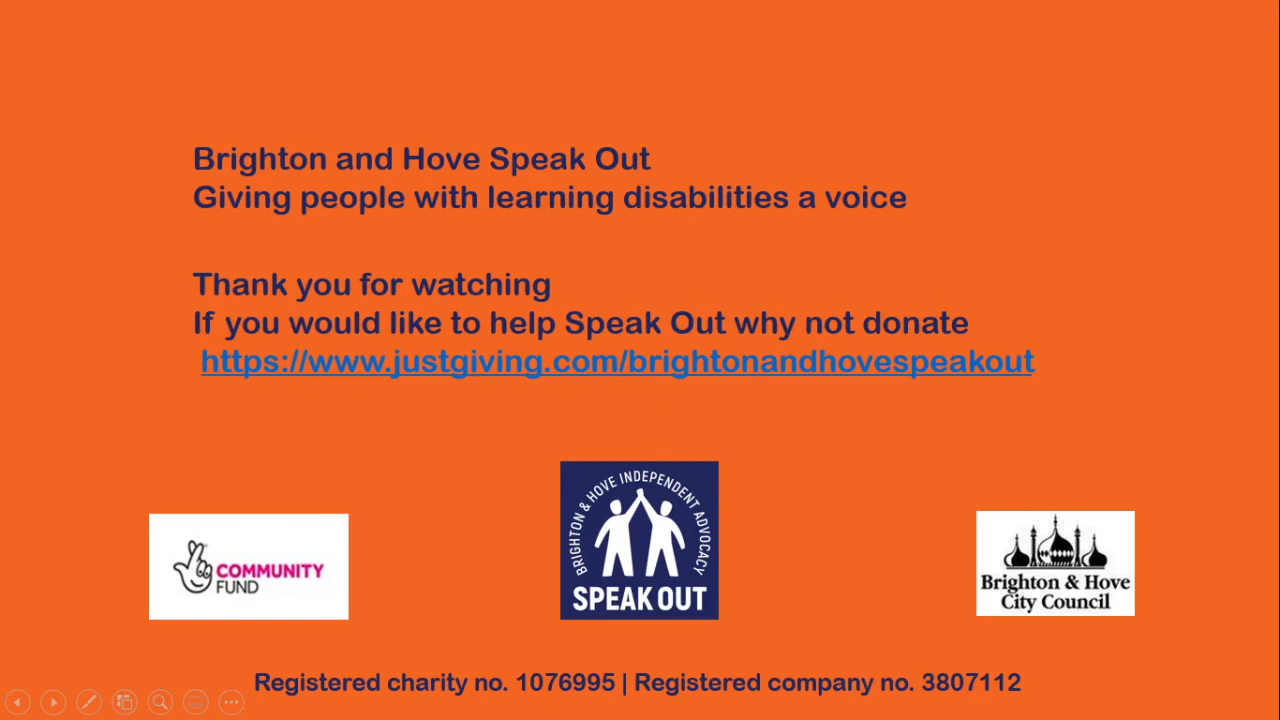 Brighton and Hove Speak Out
Giving people with learning disabilities a voice
Thank you for watching
If you would like to help Speak Out why not donate
https://www.justgiving.com/brightonandhovespeakout
COMMUNITY
FUND
BRIGHTON & HOVE INDEPENDENT ADVOCACY
SPEAK OUT
Brighton & Hove
City Council
Registered charity no. 1076995 | Registered company no. 3807112